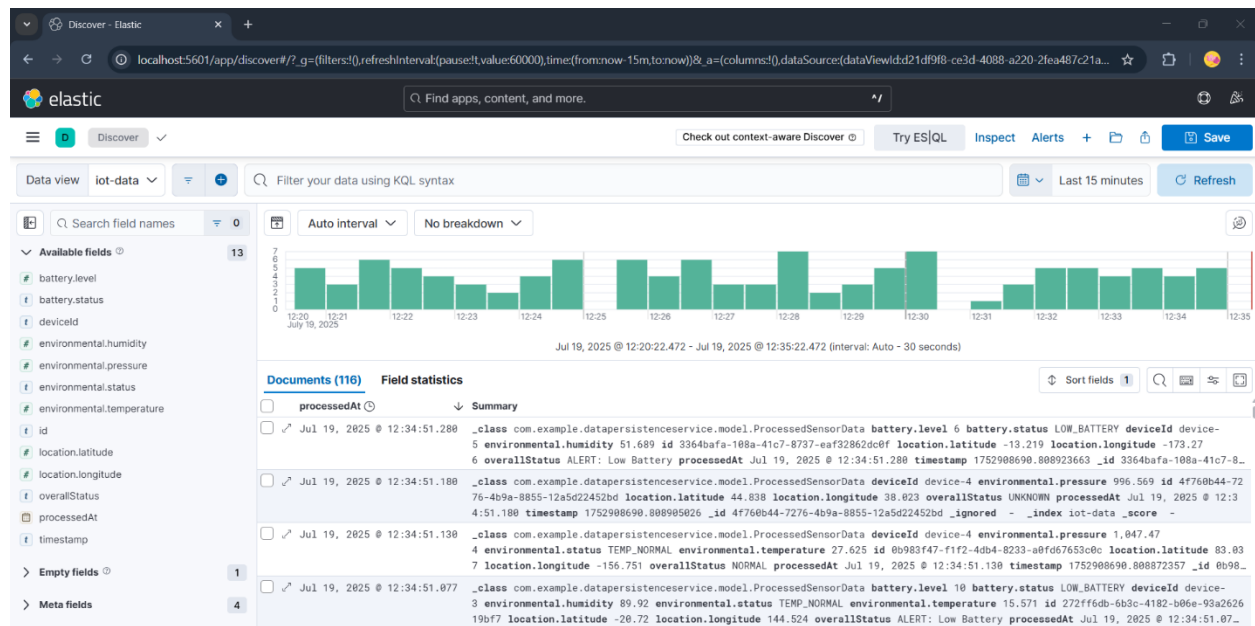 Discover - Elastic
localhost:5601/app/discover#/?_g=(filters:!(),refreshInterval:(pause:!t,value:60000),time:(from:now-15m,to:now))&_a=(columns:!(),dataSource:(dataViewId:d21df9f8-ce3d-4088-a220-2fea487c21a...
elastic
Find apps, content, and more.
^/
D
Discover
Check out context-aware Discover
Try ES|QL
Inspect
Alerts
Save
Data view
iot-data
Filter your data using KQL syntax
Last 15 minutes
Refresh
Search field names
0
Auto interval
No breakdown
Available fields
13
battery.level
battery.status
deviceId
environmental.humidity
environmental.pressure
environmental.status
environmental.temperature
id
location.latitude
location.longitude
overallStatus
processedAt
timestamp
Empty fields
1
Meta fields
4
7
6
5
4
3
2
1
0
12:20 12:21 12:22 12:23 12:24 12:25 12:26 12:27 12:28 12:29 12:30 12:31 12:32 12:33 12:34 12:35
July 19, 2025
Jul 19, 2025 @ 12:20:22.472 - Jul 19, 2025 @ 12:35:22.472 (interval: Auto - 30 seconds)
Documents (116)
Field statistics
Sort fields 1
processedAt
Summary
Jul 19, 2025 @ 12:34:51.280 _class com.example.datapersistenceservice.model.ProcessedSensorData battery.level 6 battery.status LOW_BATTERY deviceId device-
5 environmental.humidity 51.689 id 3364bafa-108a-41c7-8737-eaf32862dc0f location.latitude -13.219 location.longitude -173.27
6 overallStatus ALERT: Low Battery processedAt Jul 19, 2025 @ 12:34:51.280 timestamp 1752908690.808923663 _id 3364bafa-108a-41c7-8…
Jul 19, 2025 @ 12:34:51.180 _class com.example.datapersistenceservice.model.ProcessedSensorData deviceId device-4 environmental.pressure 996.569 id 4f760b44-72
76-4b9a-8855-12a5d22452bd location.latitude 44.838 location.longitude 38.023 overallStatus UNKNOWN processedAt Jul 19, 2025 @ 12:3
4:51.180 timestamp 1752908690.808905026 _id 4f760b44-7276-4b9a-8855-12a5d22452bd _ignored - _index iot-data _score -
Jul 19, 2025 @ 12:34:51.130 _class com.example.datapersistenceservice.model.ProcessedSensorData deviceId device-4 environmental.pressure 1,047.47
4 environmental.status TEMP_NORMAL environmental.temperature 27.625 id 0b983f47-f1f2-4db4-8233-a0fd67653c0c location.latitude 83.03
7 location.longitude -156.751 overallStatus NORMAL processedAt Jul 19, 2025 @ 12:34:51.130 timestamp 1752908690.808872357 _id 0b98…
Jul 19, 2025 @ 12:34:51.077 _class com.example.datapersistenceservice.model.ProcessedSensorData battery.level 10 battery.status LOW_BATTERY deviceId device-
3 environmental.humidity 89.92 environmental.status TEMP_NORMAL environmental.temperature 15.571 id 272ff6db-6b3c-4182-b06e-93a2626
19bf7 location.latitude -20.72 location.longitude 144.524 overallStatus ALERT: Low Battery processedAt Jul 19, 2025 @ 12:34:51.07…